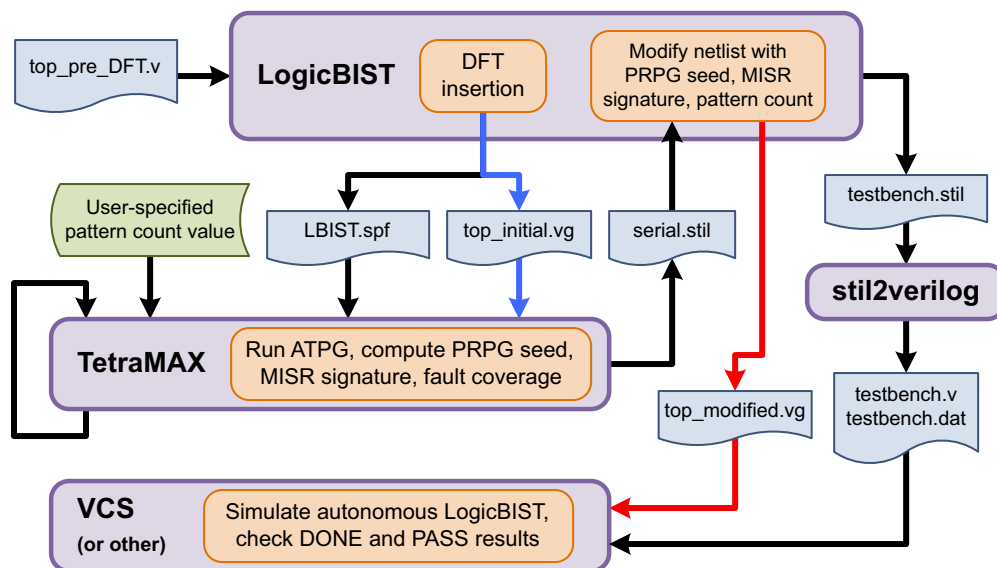 top_pre_DFT.v
LogicBIST
DFT
insertion
Modify netlist with
PRPG seed, MISR
signature, pattern count
User-specified
pattern count value
LBIST.spf
top_initial.vg
serial.stil
testbench.stil
stil2verilog
TetraMAX
Run ATPG, compute PRPG seed,
MISR signature, fault coverage
top_modified.vg
testbench.v
testbench.dat
VCS
(or other)
Simulate autonomous LogicBIST,
check DONE and PASS results